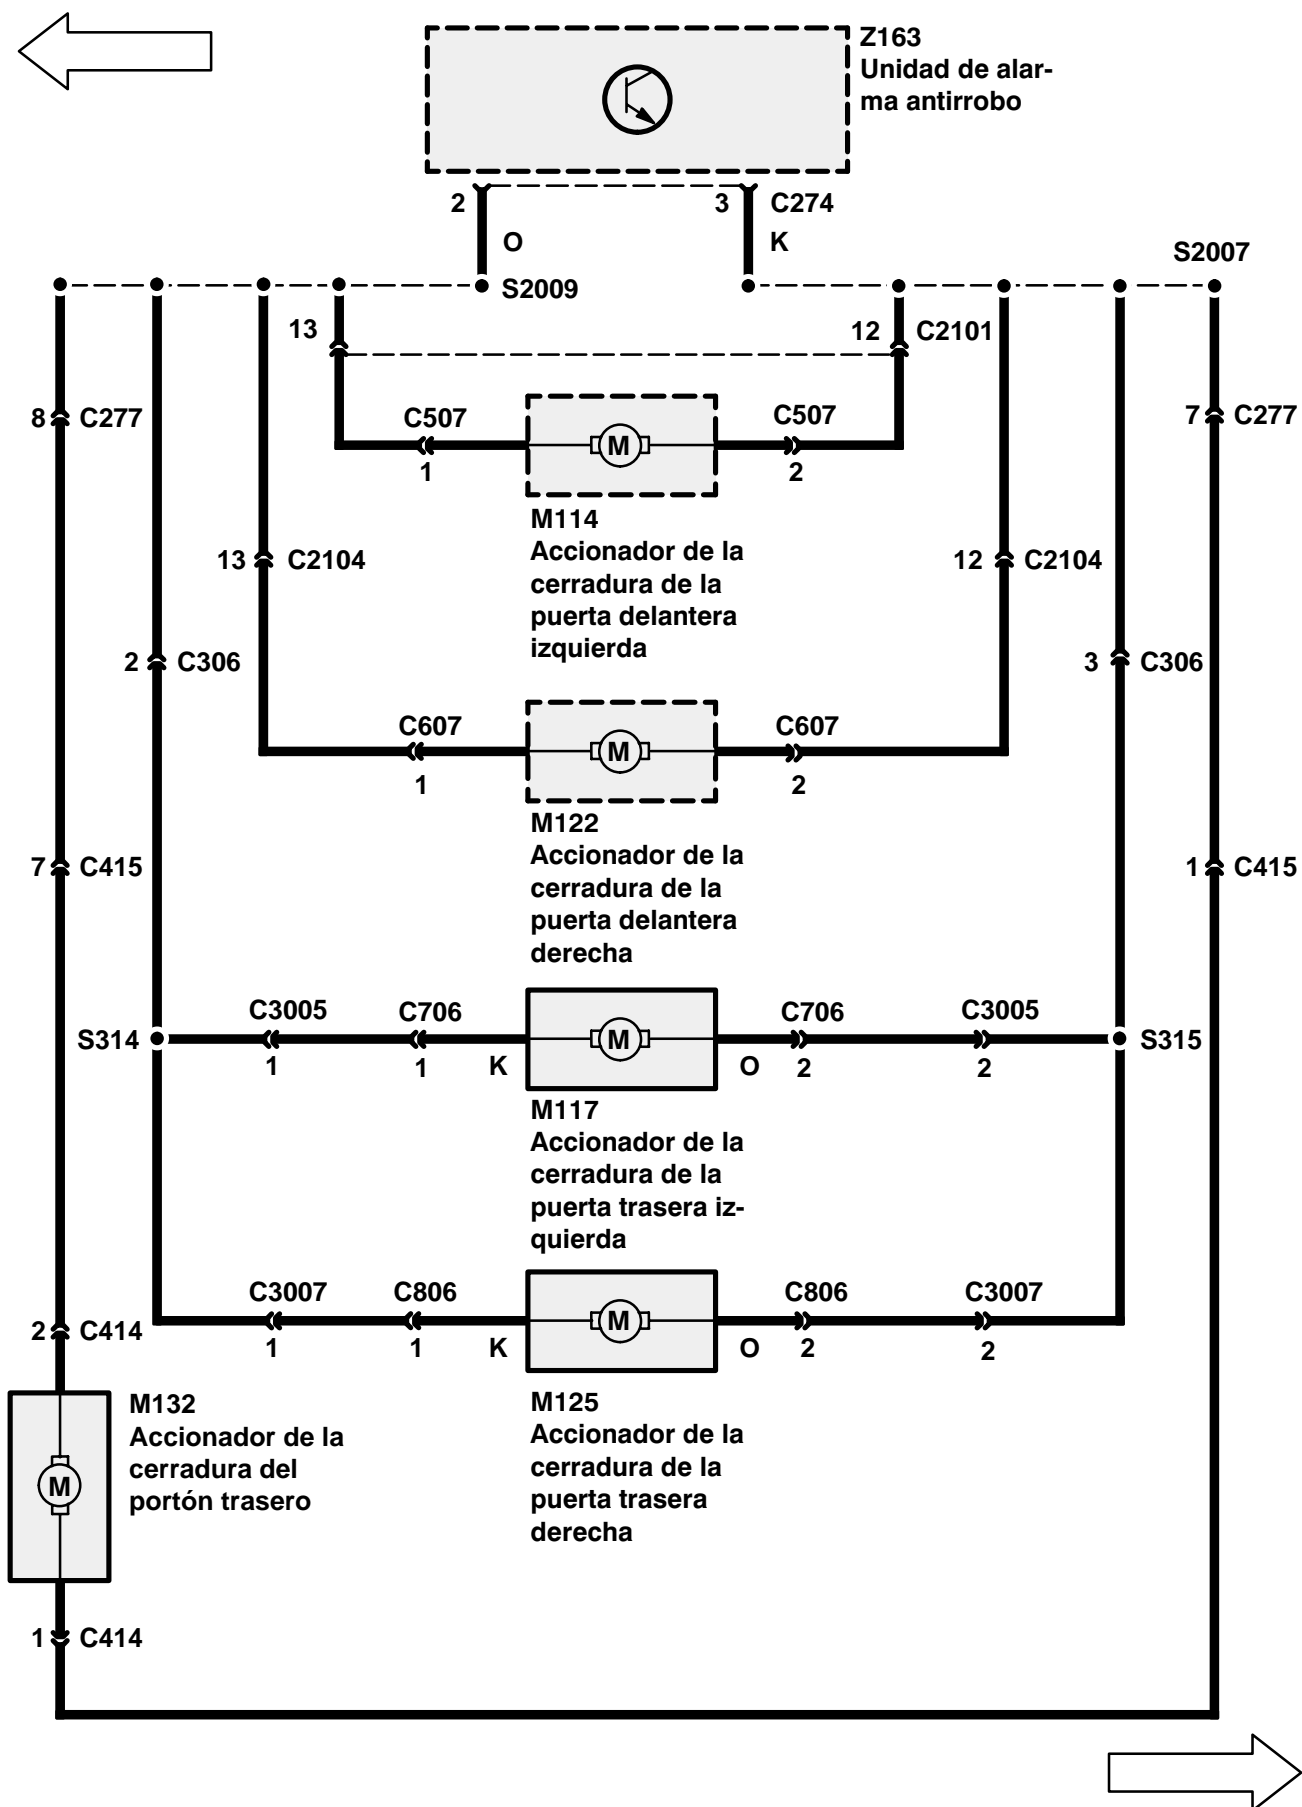 Z163
Unidad de alar-
ma antirrobo
2
3
C274
O
K
S2007
S2009
13
12
C2101
8
C277
C507
C507
7
C277
1
2
M114
Accionador de la
cerradura de la
puerta delantera
izquierda
13
C2104
12
C2104
2
C306
3
C306
C607
C607
1
2
M122
Accionador de la
cerradura de la
puerta delantera
derecha
7
C415
1
C415
C3005
C706
C706
C3005
S314
S315
1
1
K
O
2
2
M117
Accionador de la
cerradura de la
puerta trasera iz-
quierda
C3007
C806
C806
C3007
2
C414
1
1
K
O
2
2
M132
Accionador de la
cerradura del
portón trasero
M125
Accionador de la
cerradura de la
puerta trasera
derecha
M
M
M
M
M
1
C414